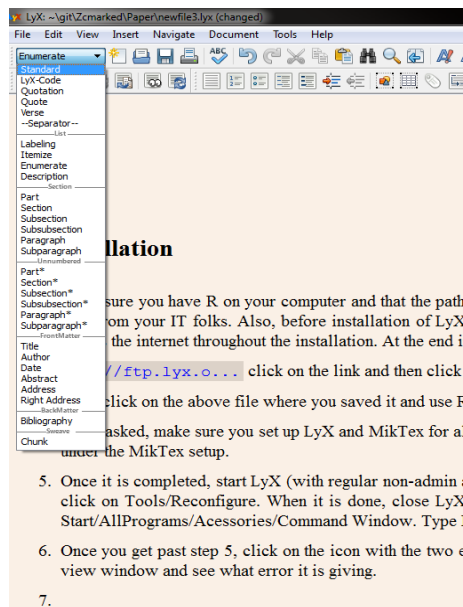 LyX: ~\git\Zcmarked\Paper\newfile3.lyx (changed)
File Edit View Insert Navigate Document Tools Help
Enumerate
Standard
LyX-Code
Quotation
Quote
Verse
--Separator--
List
Labeling
Itemize
Enumerate
Description
Section
Part
Section
Subsection
Subsubsection
Paragraph
Subparagraph
Unnumbered
Part*
Section*
Subsection*
Subsubsection*
Paragraph*
Subparagraph*
FrontMatter
Title
Author
Date
Abstract
Address
Right Address
BackMatter
Bibliography
Sweave
Chunk
llation
sure you have R on your computer and that the path
om your IT folks. Also, before installation of LyX
the internet throughout the installation. At the end i
//ftp.lyx.o... click on the link and then click
click on the above file where you saved it and use R
asked, make sure you set up LyX and MikTex for al
under the MikTex setup.
5. Once it is completed, start LyX (with regular non-admin a
click on Tools/Reconfigure. When it is done, close LyX
Start/AllPrograms/Acessories/Command Window. Type
6. Once you get past step 5, click on the icon with the two e
view window and see what error it is giving.
7.